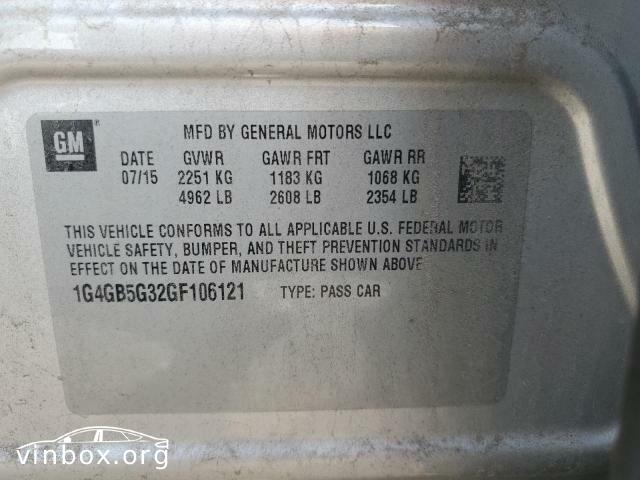 GM
MFD BY GENERAL MOTORS LLC
DATE GVWR GAWR FRT GAWR RR
07/15 2251 KG 1183 KG 1068 KG
4962 LB 2608 LB 2354 LB
THIS VEHICLE CONFORMS TO ALL APPLICABLE U.S. FEDERAL MOTOR
VEHICLE SAFETY, BUMPER, AND THEFT PREVENTION STANDARDS IN
EFFECT ON THE DATE OF MANUFACTURE SHOWN ABOVE
1G4GB5G32GF106121 TYPE: PASS CAR
vinbox.org